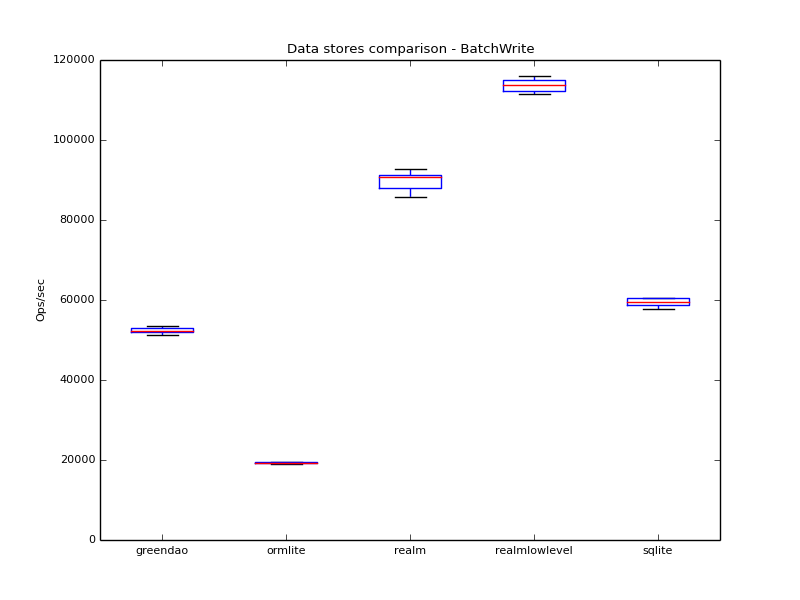 Data stores comparison - BatchWrite
120000
100000
80000
60000
40000
20000
0
Ops/sec
greendao
ormlite
realm
realmlowlevel
sqlite